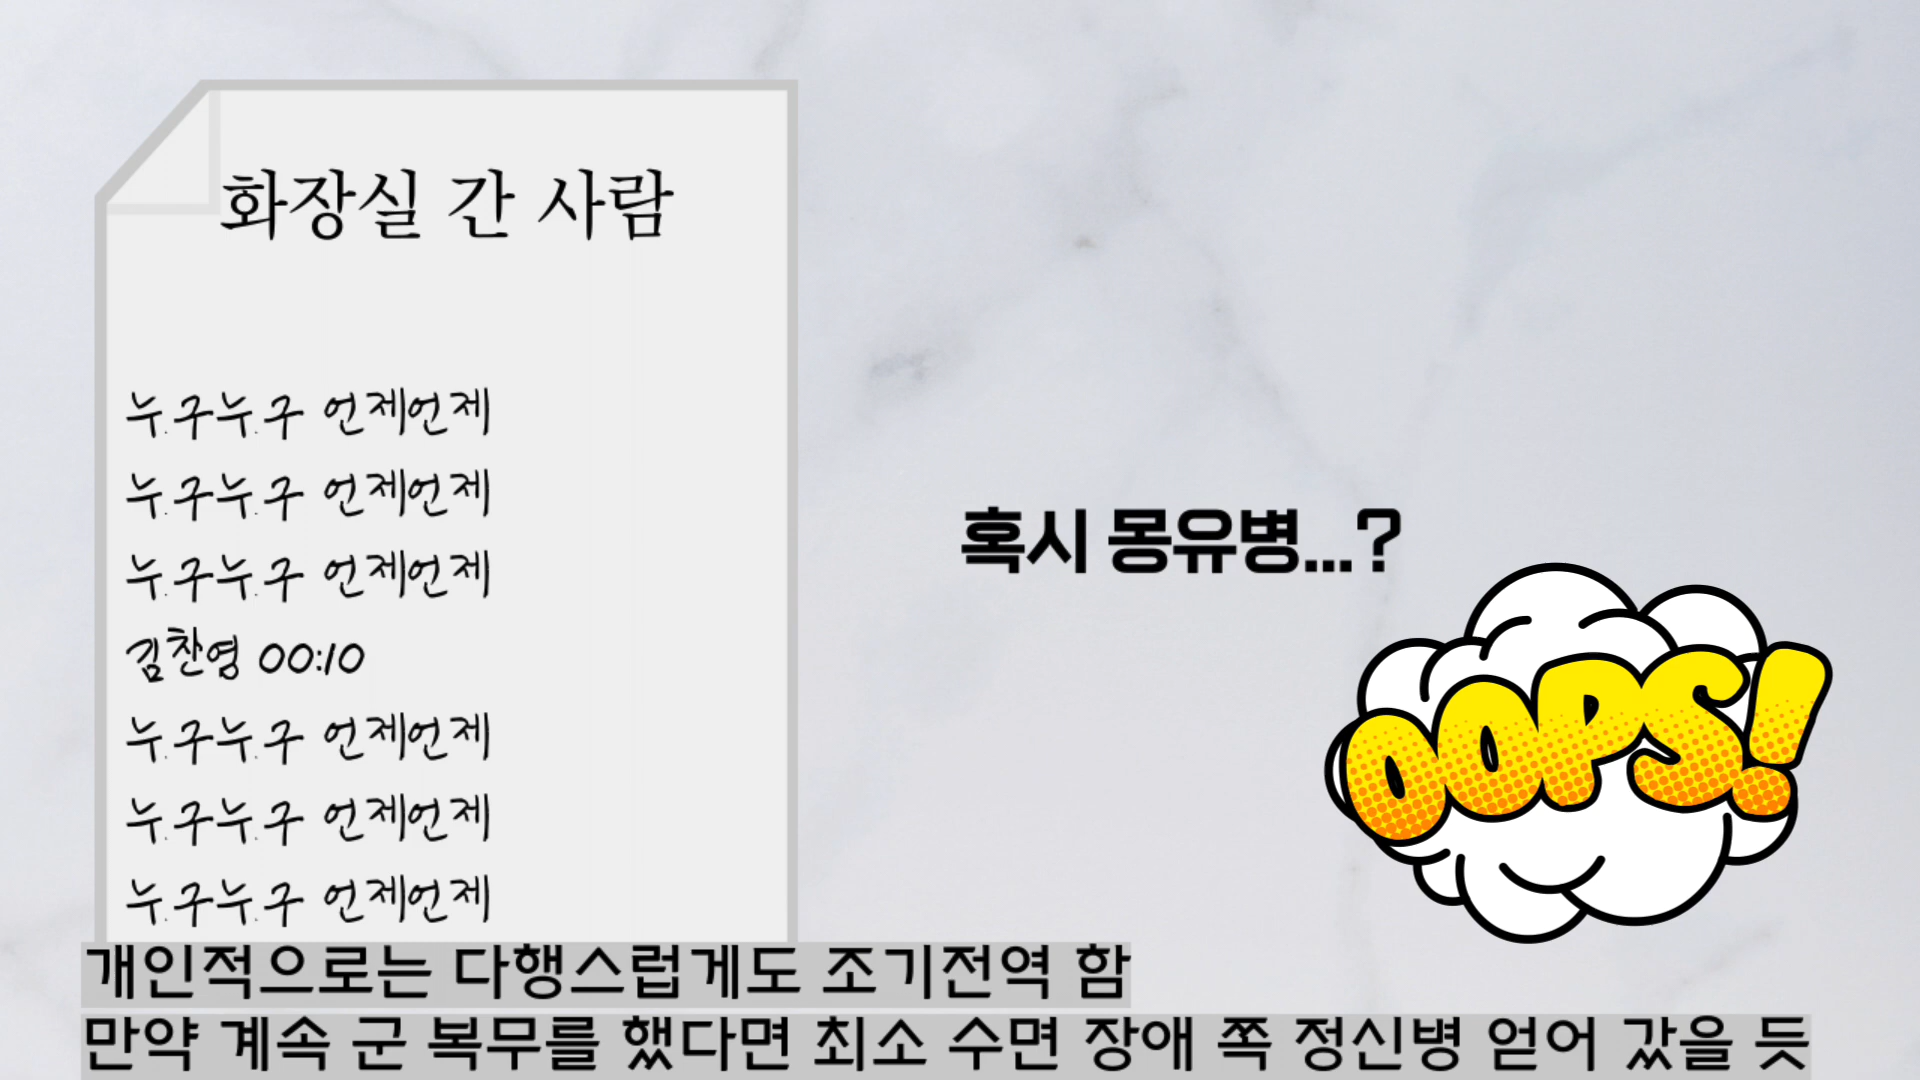 화장실 간 사람
누구누구 언제언제
누구누구 언제언제
누구누구 언제언제
김찬영 00:10
누구누구 언제언제
누구누구 언제언제
누구누구 언제언제
혹시 몽유병...?
OOPS!
개인적으로는 다행스럽게도 조기전역 함
만약 계속 군 복무를 했다면 최소 수면 장애 쪽 정신병 얻어 갔을 듯